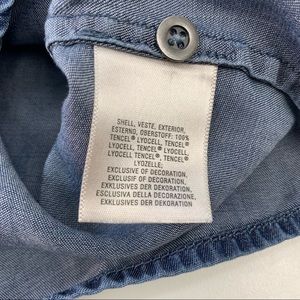 SHELL, VESTE, EXTERIOR,
ESTERNO, OBERSTOFF: 100%
TENCEL® LYOCELL, TENCEL®
LYOCELL, TENCEL® LYOCELL,
LYOCELL TENCEL®, TENCEL®
LYOZELLE;
EXCLUSIVE OF DECORATION,
EXCLUSIF OF DECORATION,
EXKLUSIVES DER DEKORATION,
ESCLUSIVA DELLA DECORAZIONE,
EXKLUSIVES DER DEKORATION